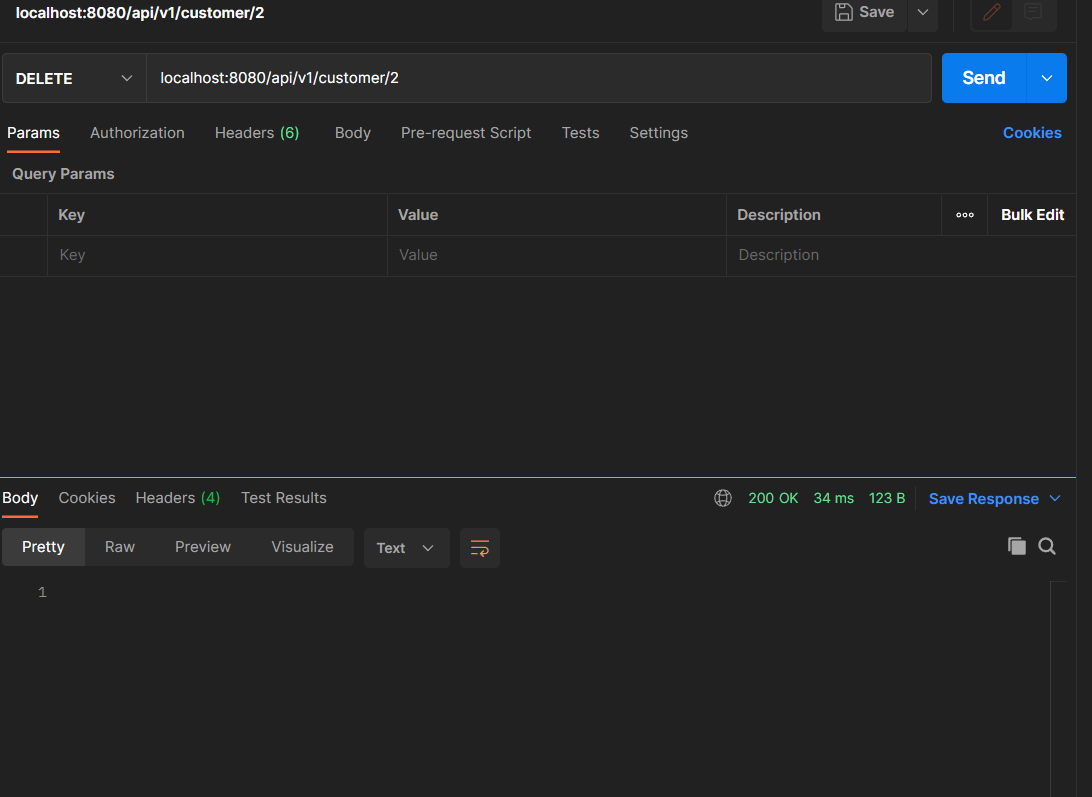 localhost:8080/api/v1/customer/2 Save
DELETE localhost:8080/api/v1/customer/2 Send
Params Authorization Headers (6) Body Pre-request Script Tests Settings Cookies
Query Params
Key Value Description Bulk Edit
Key Value Description
Body Cookies Headers (4) Test Results 200 OK 34 ms 123 B Save Response
Pretty Raw Preview Visualize Text
1